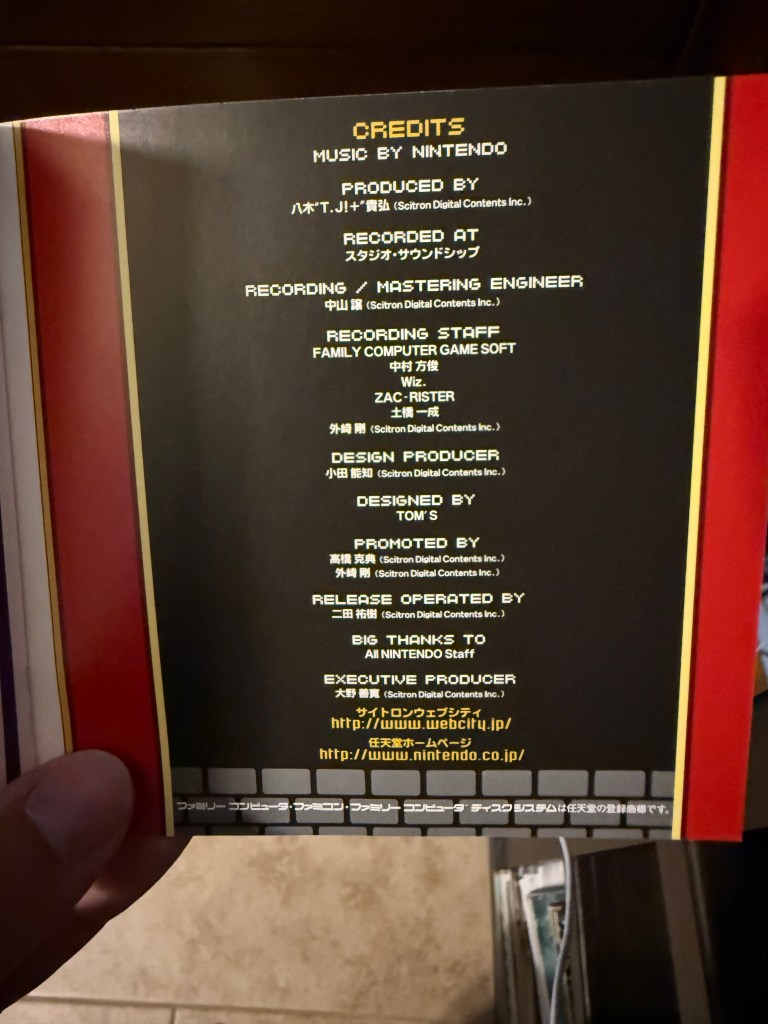 CREDITS
MUSIC BY NINTENDO
PRODUCED BY
八木"T.J!+"貴弘 (Scitron Digital Contents Inc.)
RECORDED AT
スタジオ・サウンドシップ
RECORDING / MASTERING ENGINEER
中山 譲 (Scitron Digital Contents Inc.)
RECORDING STAFF
FAMILY COMPUTER GAME SOFT
中村 方俊
Wiz.
ZAC-RISTER
土橋 一成
外崎 剛 (Scitron Digital Contents Inc.)
DESIGN PRODUCER
小田 能知 (Scitron Digital Contents Inc.)
DESIGNED BY
TOM'S
PROMOTED BY
高橋 克典 (Scitron Digital Contents Inc.)
外崎 剛 (Scitron Digital Contents Inc.)
RELEASE OPERATED BY
二田 祐樹 (Scitron Digital Contents Inc.)
BIG THANKS TO
All NINTENDO Staff
EXECUTIVE PRODUCER
大野 善寛 (Scitron Digital Contents Inc.)
サイトロンウェブシティ
http://www.webcity.jp/
任天堂ホームページ
http://www.nintendo.co.jp/
ファミリーコンピュータ・ファミコン・ファミリーコンピュータ ディスクシステムは任天堂の登録商標です。